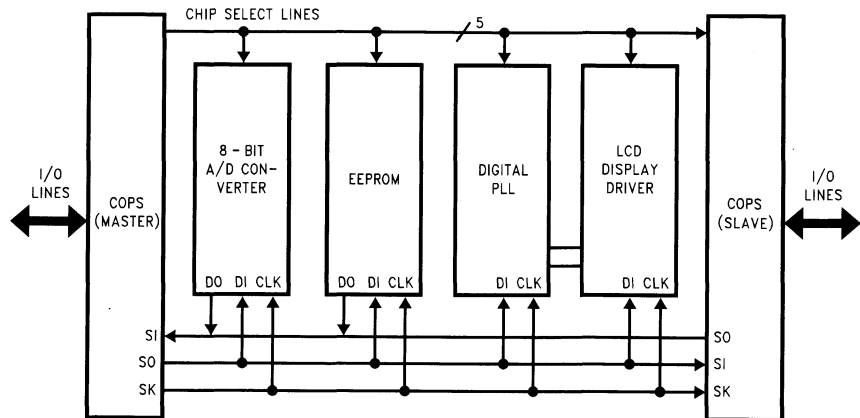 CHIP SELECT LINES
5
8-BIT
A/D CON-
VERTER
EEPROM
DIGITAL
PLL
LCD
DISPLAY
DRIVER
I/O
LINES
COPS
(MASTER)
COPS
(SLAVE)
I/O
LINES
DO DI CLK
DO DI CLK
DI CLK
DI CLK
SI
SO
SO
SI
SK
SK